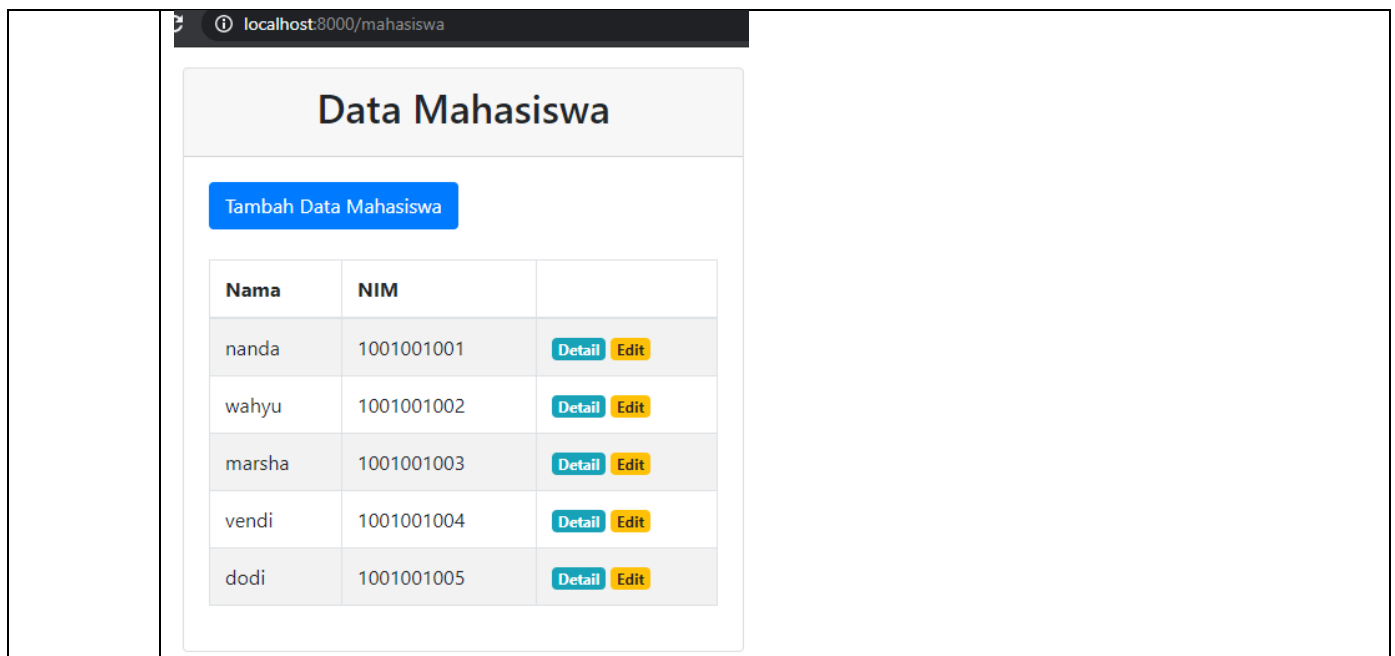 localhost:8000/mahasiswa
Data Mahasiswa
Tambah Data Mahasiswa
Nama NIM
nanda 1001001001 Detail Edit
wahyu 1001001002 Detail Edit
marsha 1001001003 Detail Edit
vendi 1001001004 Detail Edit
dodi 1001001005 Detail Edit